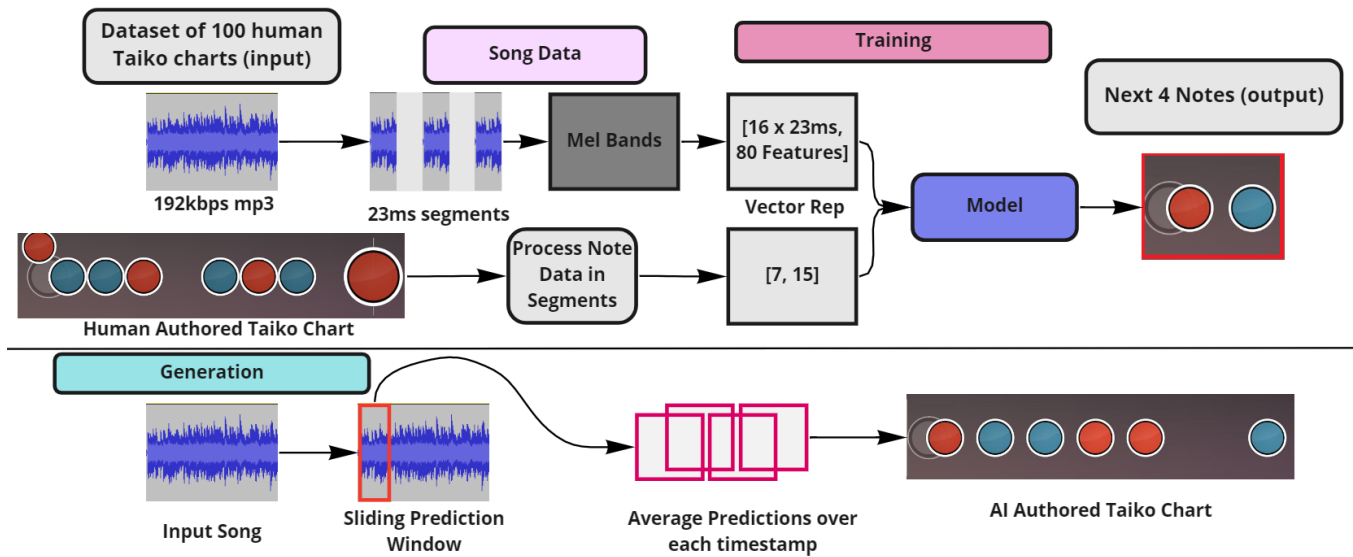 Dataset of 100 human
Taiko charts (input)
Song Data
Training
Next 4 Notes (output)
Mel Bands
[16 x 23ms,
80 Features]
192kbps mp3
23ms segments
Vector Rep
Model
Process Note
Data in
Segments
[7, 15]
Human Authored Taiko Chart
Generation
Input Song
Sliding Prediction
Window
Average Predictions over
each timestamp
AI Authored Taiko Chart